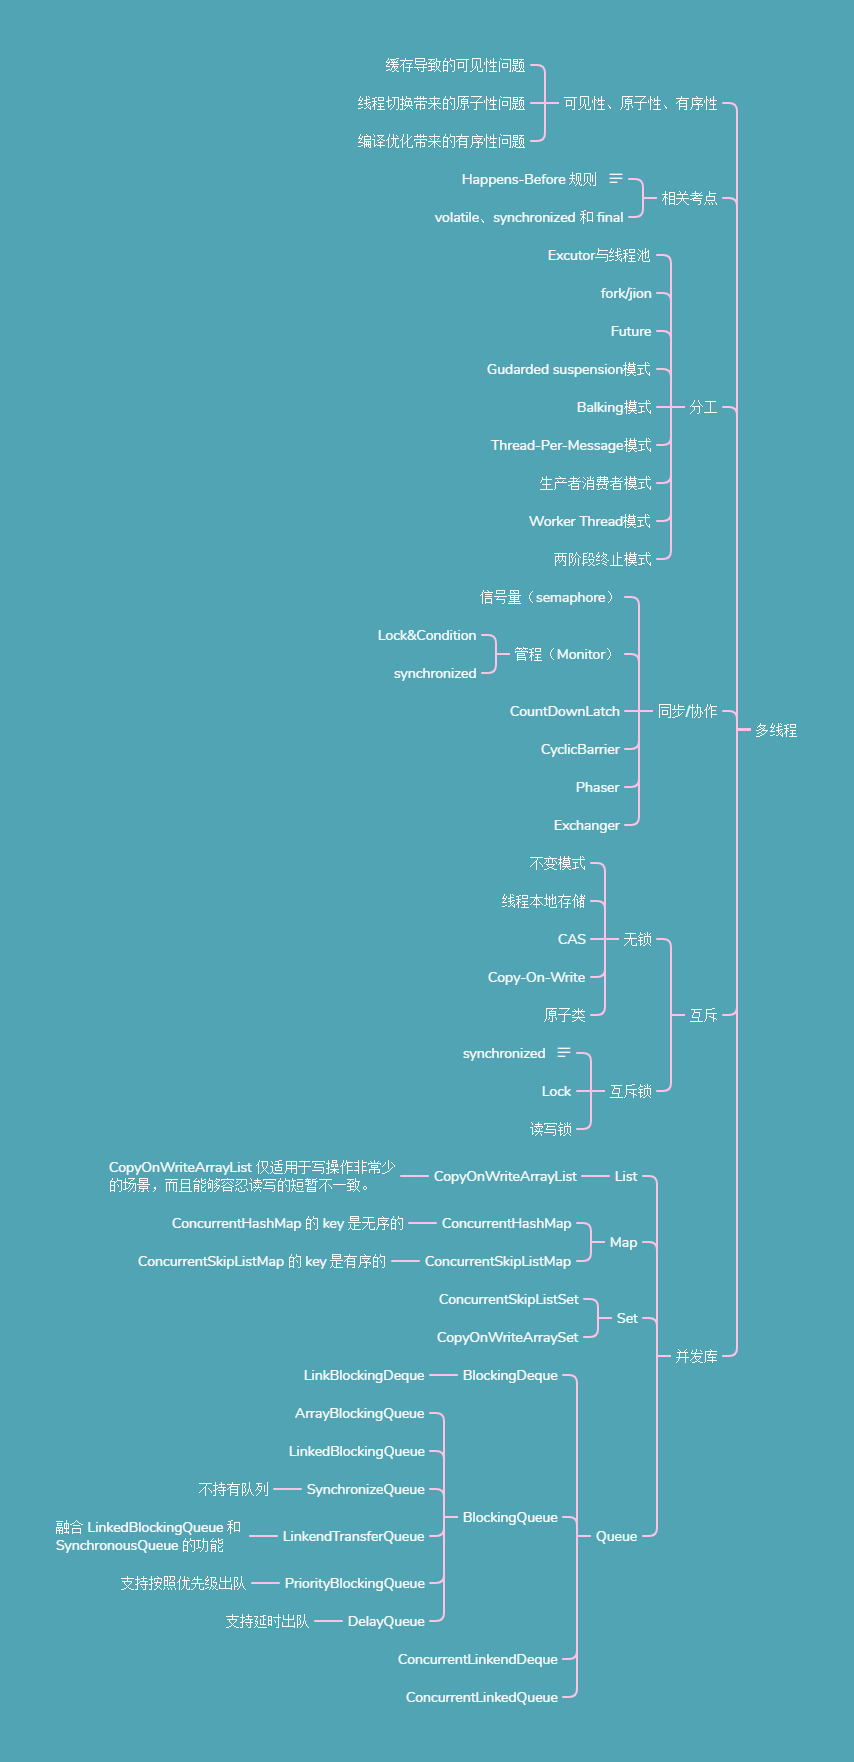 缓存导致的可见性问题
线程切换带来的原子性问题
可见性、原子性、有序性
编译优化带来的有序性问题
Happens-Before 规则
相关考点
volatile、synchronized 和 final
Excutor与线程池
fork/jion
Future
Gudarded suspension模式
Balking模式
分工
Thread-Per-Message模式
生产者消费者模式
Worker Thread模式
两阶段终止模式
信号量（semaphore）
Lock&Condition
管程（Monitor）
synchronized
CountDownLatch
同步/协作
多线程
CyclicBarrier
Phaser
Exchanger
不变模式
线程本地存储
CAS
无锁
Copy-On-Write
原子类
互斥
synchronized
Lock
互斥锁
读写锁
CopyOnWriteArrayList 仅适用于写操作非常少
的场景，而且能够容忍读写的短暂不一致。
CopyOnWriteArrayList
List
ConcurrentHashMap 的 key 是无序的
ConcurrentHashMap
Map
ConcurrentSkipListMap 的 key 是有序的
ConcurrentSkipListMap
ConcurrentSkipListSet
Set
CopyOnWriteArraySet
并发库
LinkBlockingDeque
BlockingDeque
ArrayBlockingQueue
LinkedBlockingQueue
不持有队列
SynchronizeQueue
BlockingQueue
Queue
融合 LinkedBlockingQueue 和
SynchronousQueue 的功能
LinkendTransferQueue
支持按照优先级出队
PriorityBlockingQueue
支持延时出队
DelayQueue
ConcurrentLinkendDeque
ConcurrentLinkedQueue